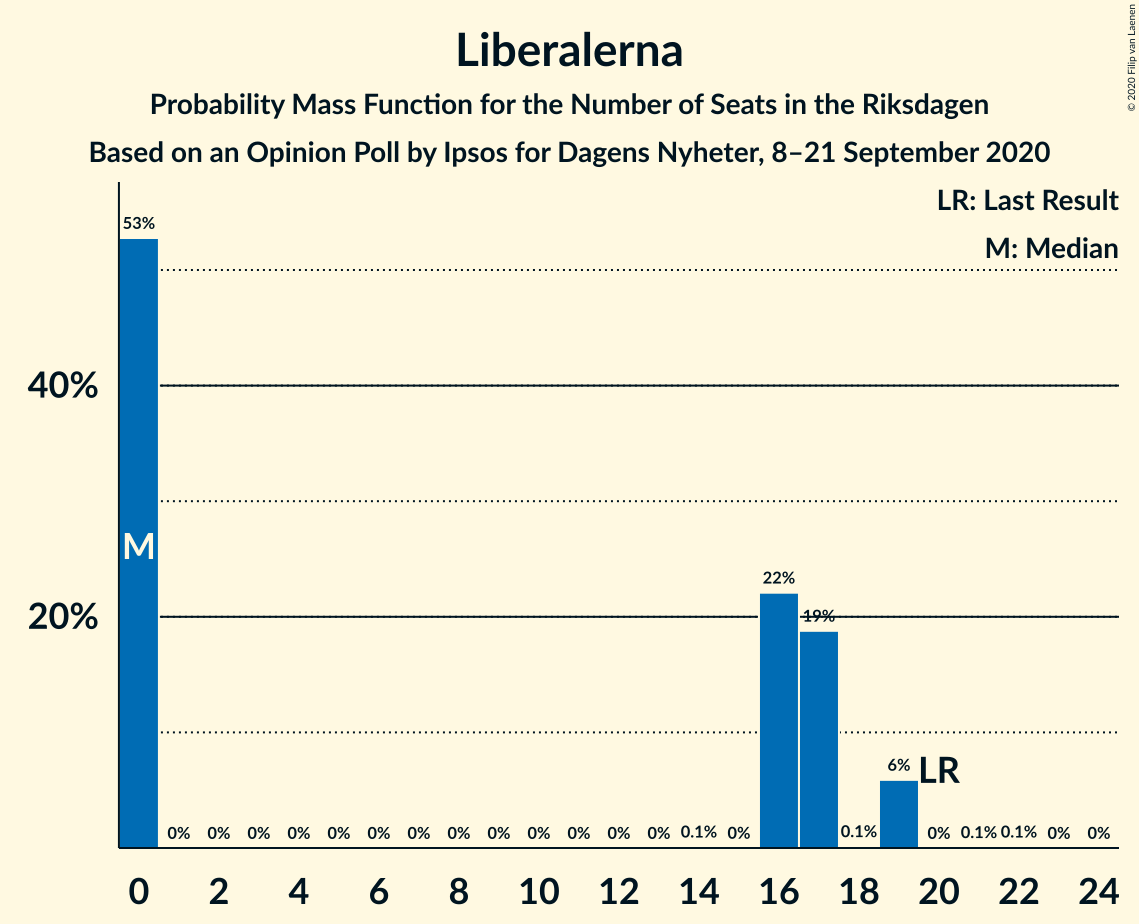 © 2020 Filip van Laenen
Liberalerna
Probability Mass Function for the Number of Seats in the Riksdagen
Based on an Opinion Poll by Ipsos for Dagens Nyheter, 8–21 September 2020
LR: Last Result
M: Median
53%
40%
M
22%
20%
19%
6% LR
0% 0% 0% 0% 0% 0% 0% 0% 0% 0% 0% 0% 0% 0.1% 0% 0.1% 0% 0.1% 0.1% 0% 0%
0 2 4 6 8 10 12 14 16 18 20 22 24